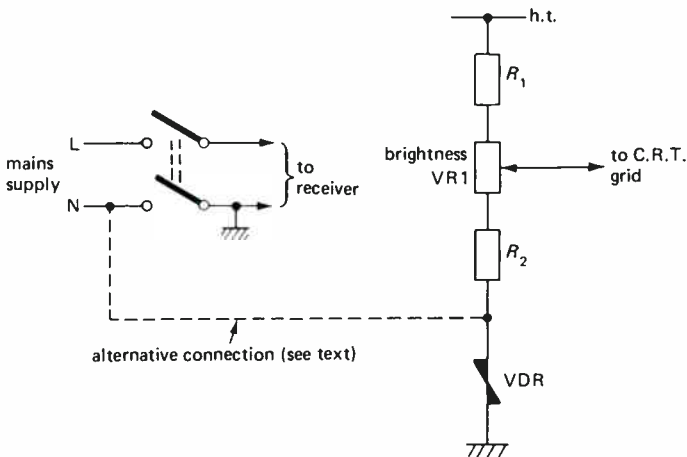 h.t.
R1
L
mains
supply
N
to
receiver
brightness
VR1
to C.R.T.
grid
R2
alternative connection (see text)
VDR